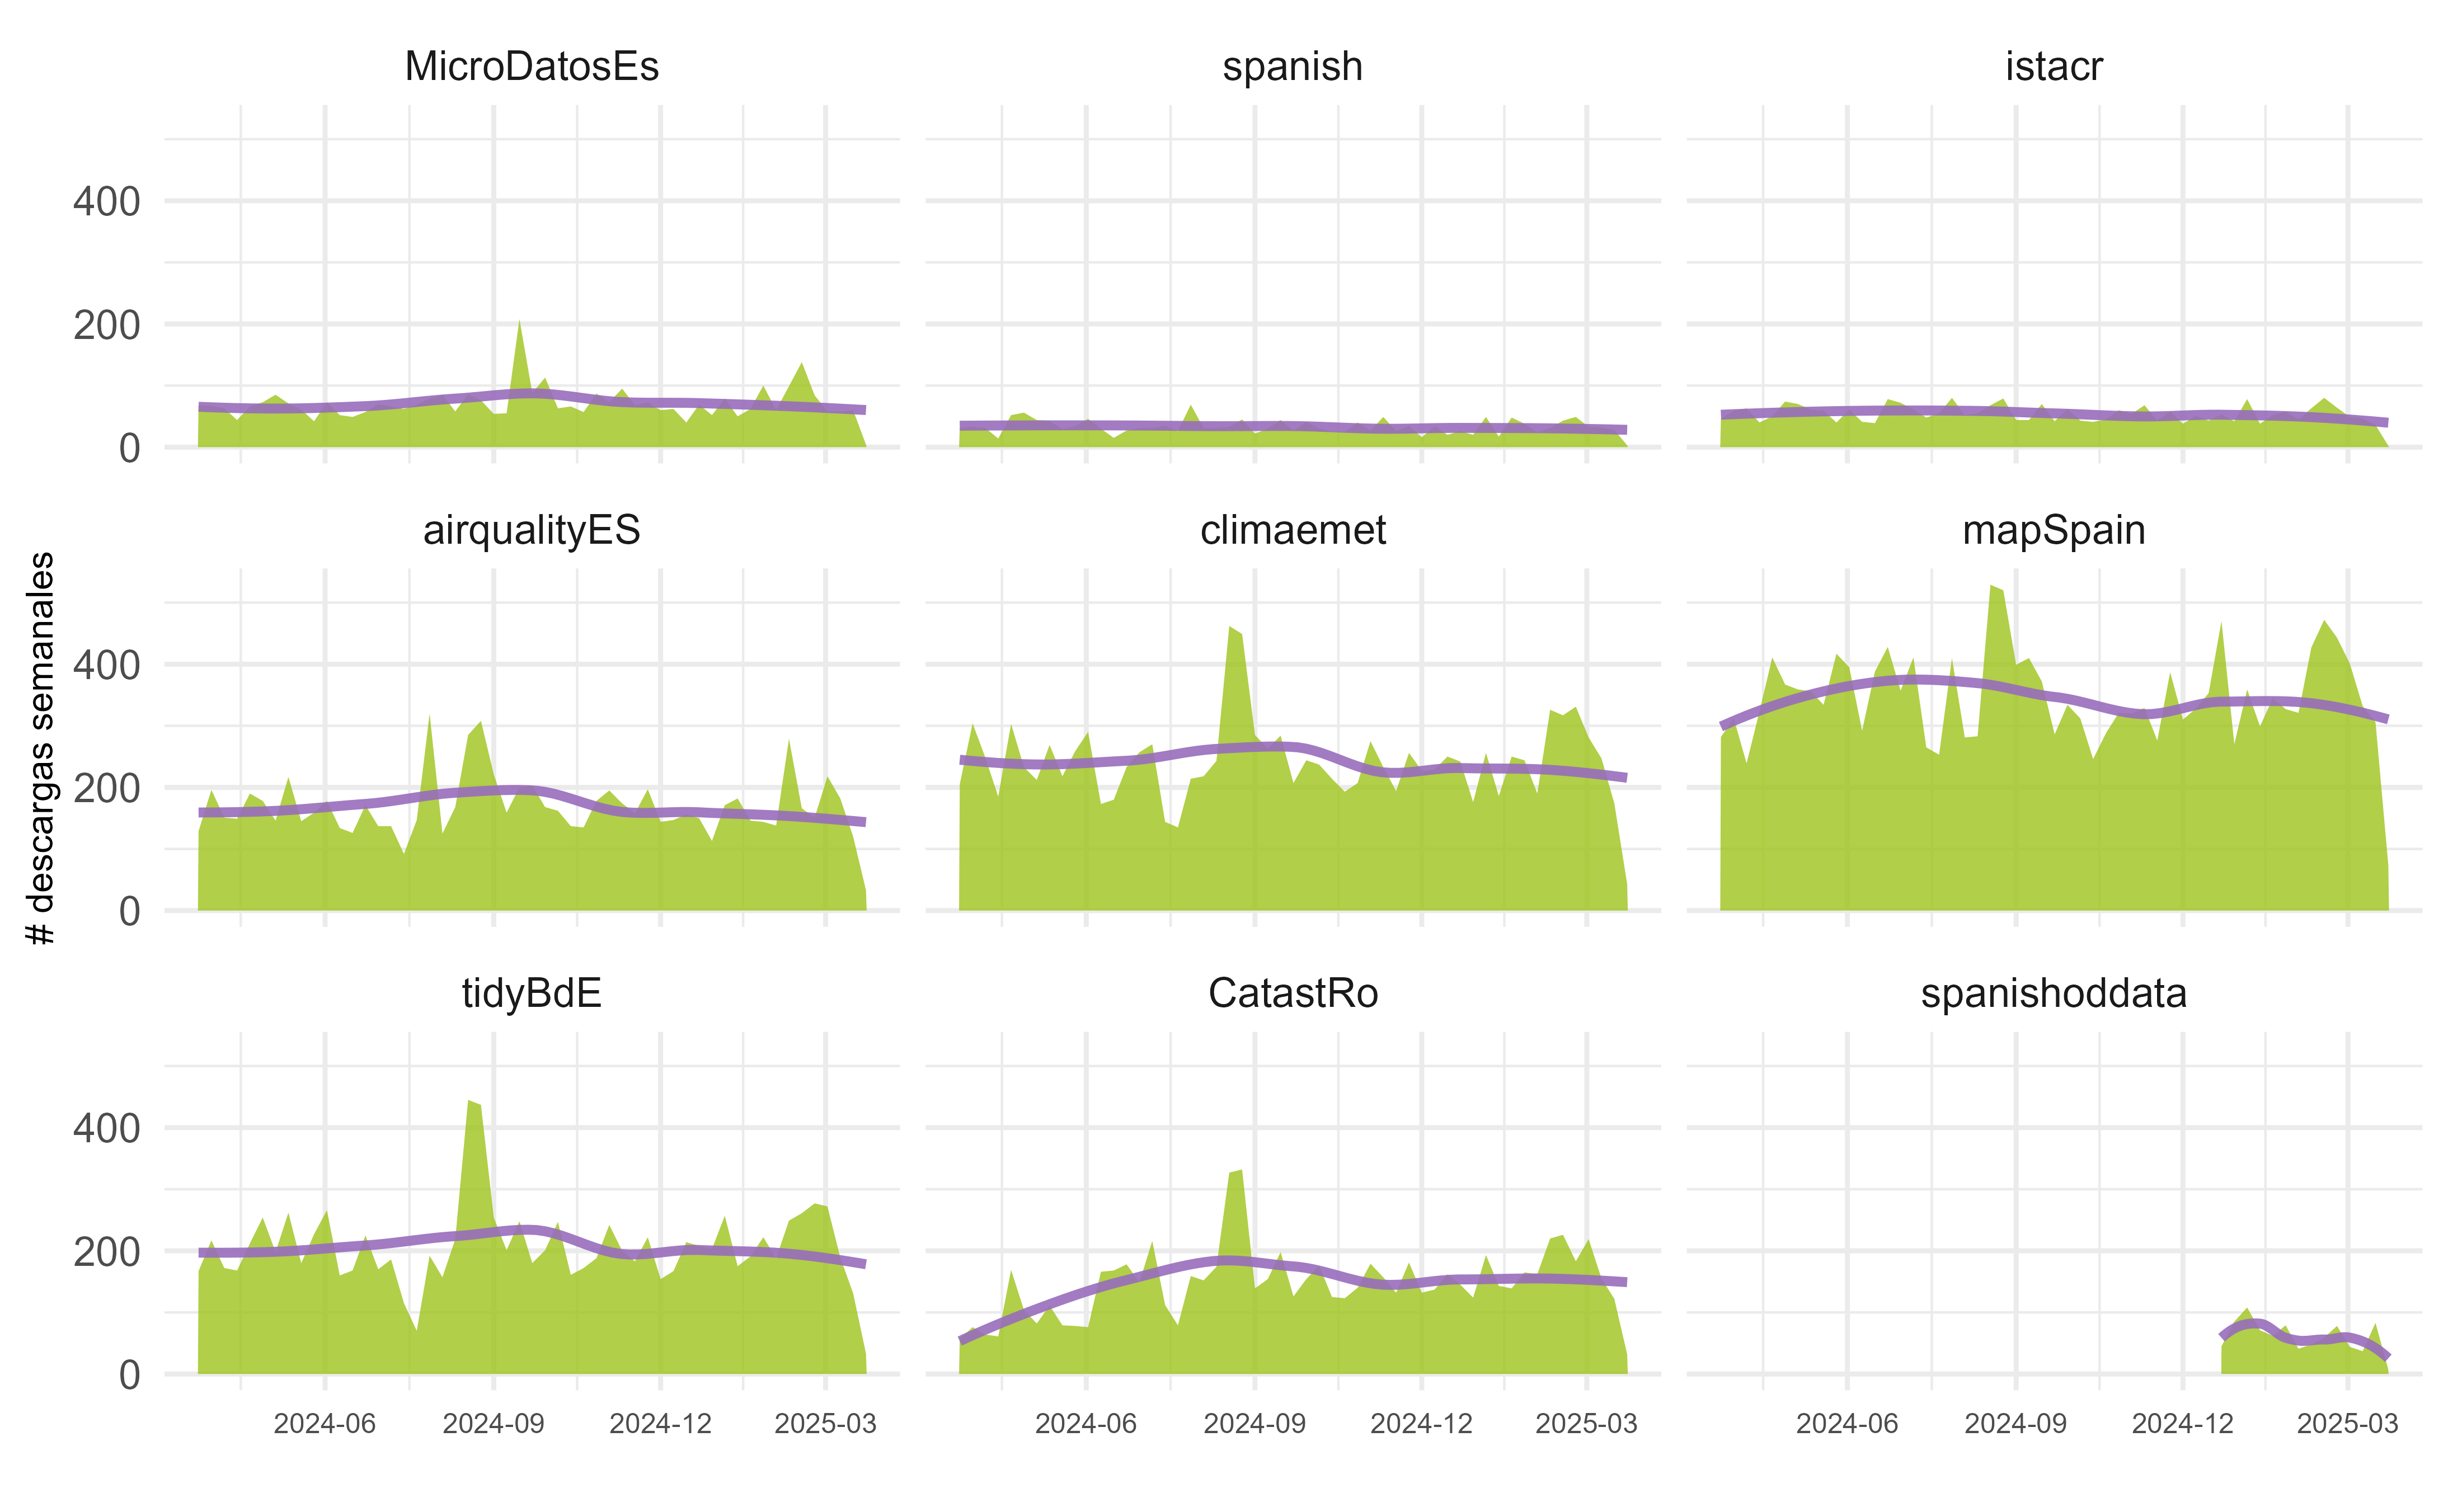 MicroDatosEs
spanish
istacr
400
200
0
airqualityES
climaemet
mapSpain
# descargas semanales
400
200
0
tidyBdE
CatastRo
spanishoddata
400
200
0
2024-06 2024-09 2024-12 2025-03
2024-06 2024-09 2024-12 2025-03
2024-06 2024-09 2024-12 2025-03